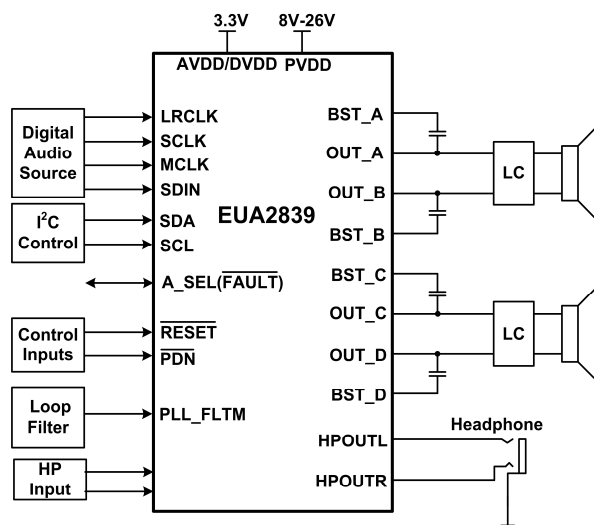 3.3V
8V-26V
AVDD/DVDD
PVDD
Digital
Audio
Source
LRCLK
SCLK
MCLK
SDIN
I²C
Control
SDA
SCL
EUA2839
A_SEL(FAULT)
Control
Inputs
RESET
PDN
Loop
Filter
PLL_FLTM
HP
Input
BST_A
OUT_A
OUT_B
BST_B
LC
BST_C
OUT_C
OUT_D
BST_D
LC
HPOUTL
HPOUTR
Headphone